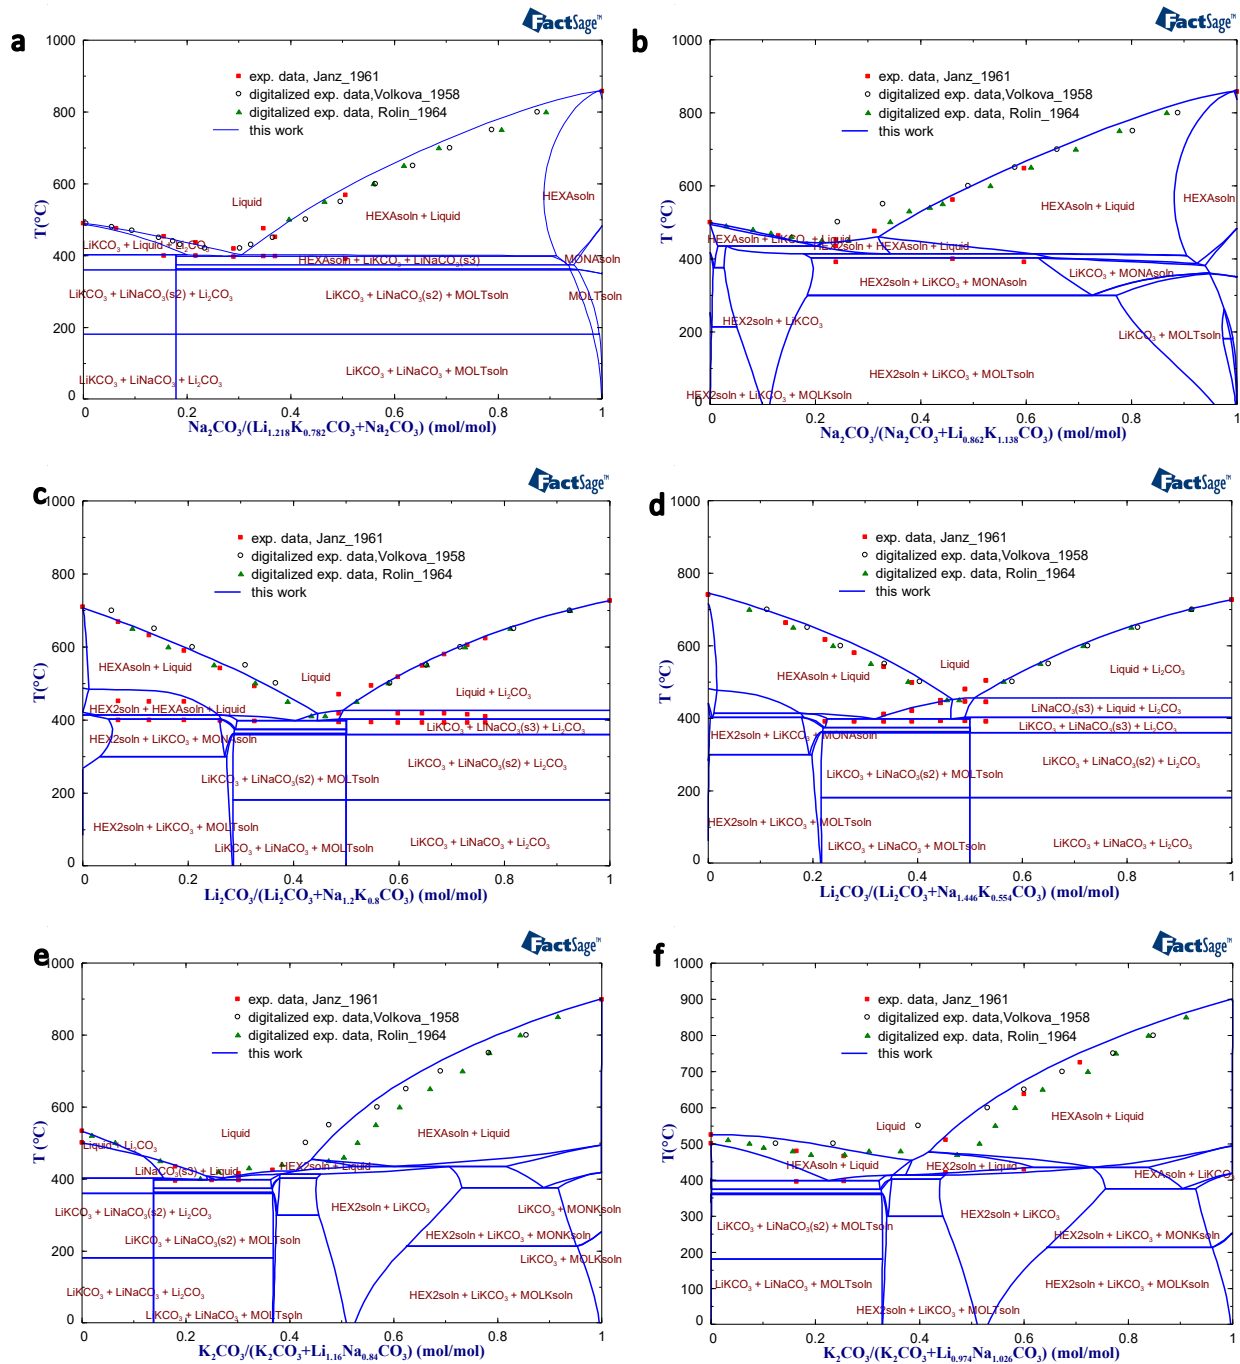 FactSage™
a
1000
800
600
400
200
0
T(°C)
exp. data, Janz_1961
digitalized exp. data,Volkova_1958
digitalized exp. data, Rolin_1964
this work
Liquid
HEXAsoln + Liquid
HEXAsoln
LiKCO₃ + Liquid + Li₂CO₃
HEXAsoln + LiKCO₃ + LiNaCO₃(s3)
MONAsoln
LiKCO₃ + LiNaCO₃(s2) + Li₂CO₃
LiKCO₃ + LiNaCO₃(s2) + MOLTsoln
MOLTsoln
LiKCO₃ + LiNaCO₃ + Li₂CO₃
LiKCO₃ + LiNaCO₃ + MOLTsoln
0 0.2 0.4 0.6 0.8 1
Na₂CO₃/(Li₁.₂₁₈K₀.₇₈₂CO₃+Na₂CO₃) (mol/mol)
FactSage™
b
1000
800
600
400
200
0
T(°C)
exp. data, Janz_1961
digitalized exp. data,Volkova_1958
digitalized exp. data, Rolin_1964
this work
Liquid
HEXAsoln
HEXAsoln + Liquid
HEXAsoln + LiKCO₃ + Liquid
HEX2soln + HEXAsoln + Liquid
LiKCO₃ + MONAsoln
HEX2soln + LiKCO₃ + MONAsoln
HEX2soln + LiKCO₃
LiKCO₃ + MOLTsoln
HEX2soln + LiKCO₃ + MOLTsoln
HEX2soln + LiKCO₃ + MOLKsoln
0 0.2 0.4 0.6 0.8 1
Na₂CO₃/(Na₂CO₃+Li₀.₈₆₂K₁.₁₃₈CO₃) (mol/mol)
FactSage™
c
1000
800
600
400
200
0
T(°C)
exp. data, Janz_1961
digitalized exp. data,Volkova_1958
digitalized exp. data, Rolin_1964
this work
HEXAsoln + Liquid
Liquid
Liquid + Li₂CO₃
HEX2soln + HEXAsoln + Liquid
LiKCO₃ + LiNaCO₃(s3) + Li₂CO₃
HEX2soln + LiKCO₃ + MONAsoln
LiKCO₃ + LiNaCO₃(s2) + Li₂CO₃
LiKCO₃ + LiNaCO₃(s2) + MOLTsoln
HEX2soln + LiKCO₃ + MOLTsoln
LiKCO₃ + LiNaCO₃ + MOLTsoln
LiKCO₃ + LiNaCO₃ + Li₂CO₃
0 0.2 0.4 0.6 0.8 1
Li₂CO₃/(Li₂CO₃+Na₁.₂K₀.₈CO₃) (mol/mol)
FactSage™
d
1000
800
600
400
200
0
T (°C)
exp. data, Janz_1961
digitalized exp. data,Volkova_1958
digitalized exp. data, Rolin_1964
this work
Liquid
Liquid + Li₂CO₃
HEXAsoln + Liquid
LiNaCO₃(s3) + Liquid + Li₂CO₃
LiKCO₃ + LiNaCO₃(s3) + Li₂CO₃
HEX2soln + LiKCO₃ + MONAsoln
LiKCO₃ + LiNaCO₃(s2) + Li₂CO₃
LiKCO₃ + LiNaCO₃(s2) + MOLTsoln
HEX2soln + LiKCO₃ + MOLTsoln
LiKCO₃ + LiNaCO₃ + MOLTsoln
LiKCO₃ + LiNaCO₃ + Li₂CO₃
0 0.2 0.4 0.6 0.8 1
Li₂CO₃/(Li₂CO₃+Na₁.₄₄₆K₀.₅₅₄CO₃) (mol/mol)
FactSage™
e
1000
800
600
400
200
0
T (°C)
exp. data, Janz_1961
digitalized exp. data,Volkova_1958
digitalized exp. data, Rolin_1964
this work
Liquid
HEXAsoln + Liquid
Liquid + Li₂CO₃
LiNaCO₃(s3) + Liquid
HEX2soln + Liquid
LiKCO₃ + LiNaCO₃(s2) + Li₂CO₃
HEX2soln + LiKCO₃
LiKCO₃ + MONKsoln
LiKCO₃ + LiNaCO₃(s2) + MOLTsoln
HEX2soln + LiKCO₃ + MONKsoln
LiKCO₃ + MOLKsoln
LiKCO₃ + LiNaCO₃ + Li₂CO₃
HEX2soln + LiKCO₃ + MOLKsoln
LiKCO₃ + LiNaCO₃ + MOLTsoln
0 0.2 0.4 0.6 0.8 1
K₂CO₃/(K₂CO₃+Li₁.₁₆Na₀.₈₄CO₃) (mol/mol)
FactSage™
f
1000
900
800
700
600
500
400
300
200
100
0
T(°C)
exp. data, Janz_1961
digitalized exp. data,Volkova_1958
digitalized exp. data, Rolin_1964
this work
Liquid
HEXAsoln + Liquid
HEXAsoln + Liquid
HEX2soln + Liquid
HEXAsoln + LiKCO₃
LiKCO₃ + LiNaCO₃(s2) + MOLTsoln
HEX2soln + LiKCO₃
HEX2soln + LiKCO₃ + MONKsoln
LiKCO₃ + LiNaCO₃ + MOLTsoln
HEX2soln + LiKCO₃ + MOLKsoln
HEX2soln + LiKCO₃ + MOLTsoln
0 0.2 0.4 0.6 0.8 1
K₂CO₃/(K₂CO₃+Li₀.₉₇₄Na₁.₀₂₆CO₃) (mol/mol)